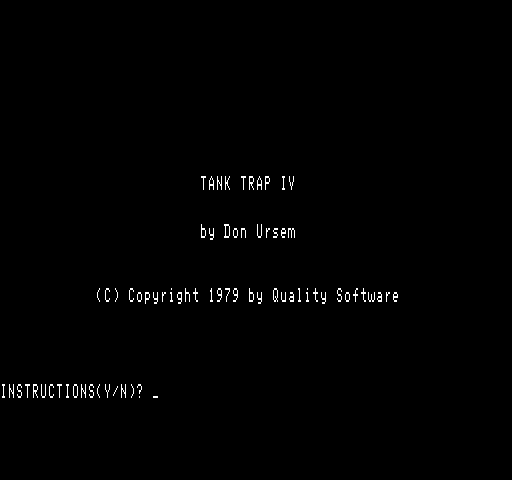 TANK TRAP IV
by Don Ursem
(C) Copyright 1979 by Quality Software
INSTRUCTIONS(Y/N)? _